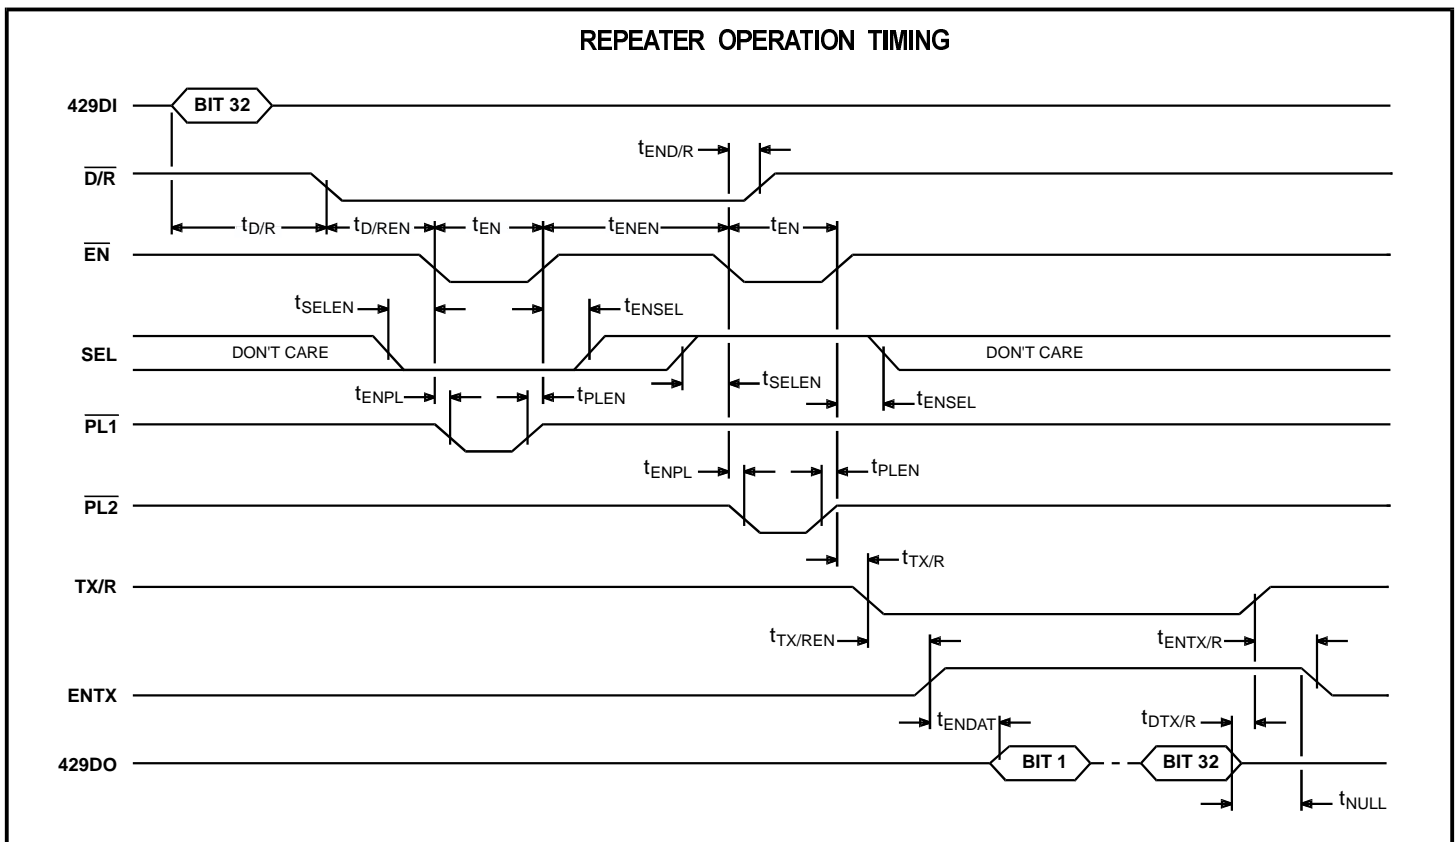 REPEATER OPERATION TIMING
429DI
BIT 32
tEND/R
D/R
tD/R
tD/REN
tEN
tENEN
tEN
EN
tSELEN
tENSEL
SEL
DON'T CARE
DON'T CARE
tSELEN
tENSEL
tENPL
tPLEN
PL1
tENPL
tPLEN
PL2
tTX/R
TX/R
tTX/REN
tENTX/R
ENTX
tENDAT
tDTX/R
429DO
BIT 1
BIT 32
tNULL